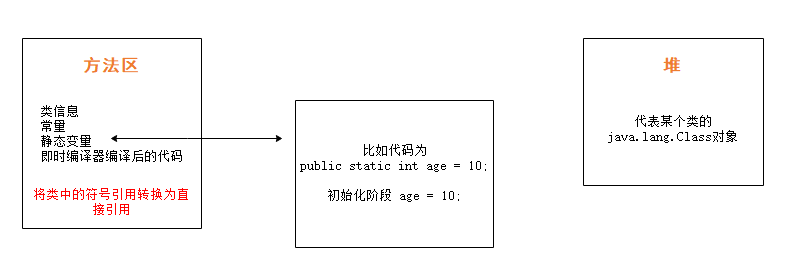 方法区
类信息
常量
静态变量
即时编译器编译后的代码
将类中的符号引用转换为直
接引用
比如代码为
public static int age = 10;
初始化阶段 age = 10;
堆
代表某个类的
java.lang.Class对象